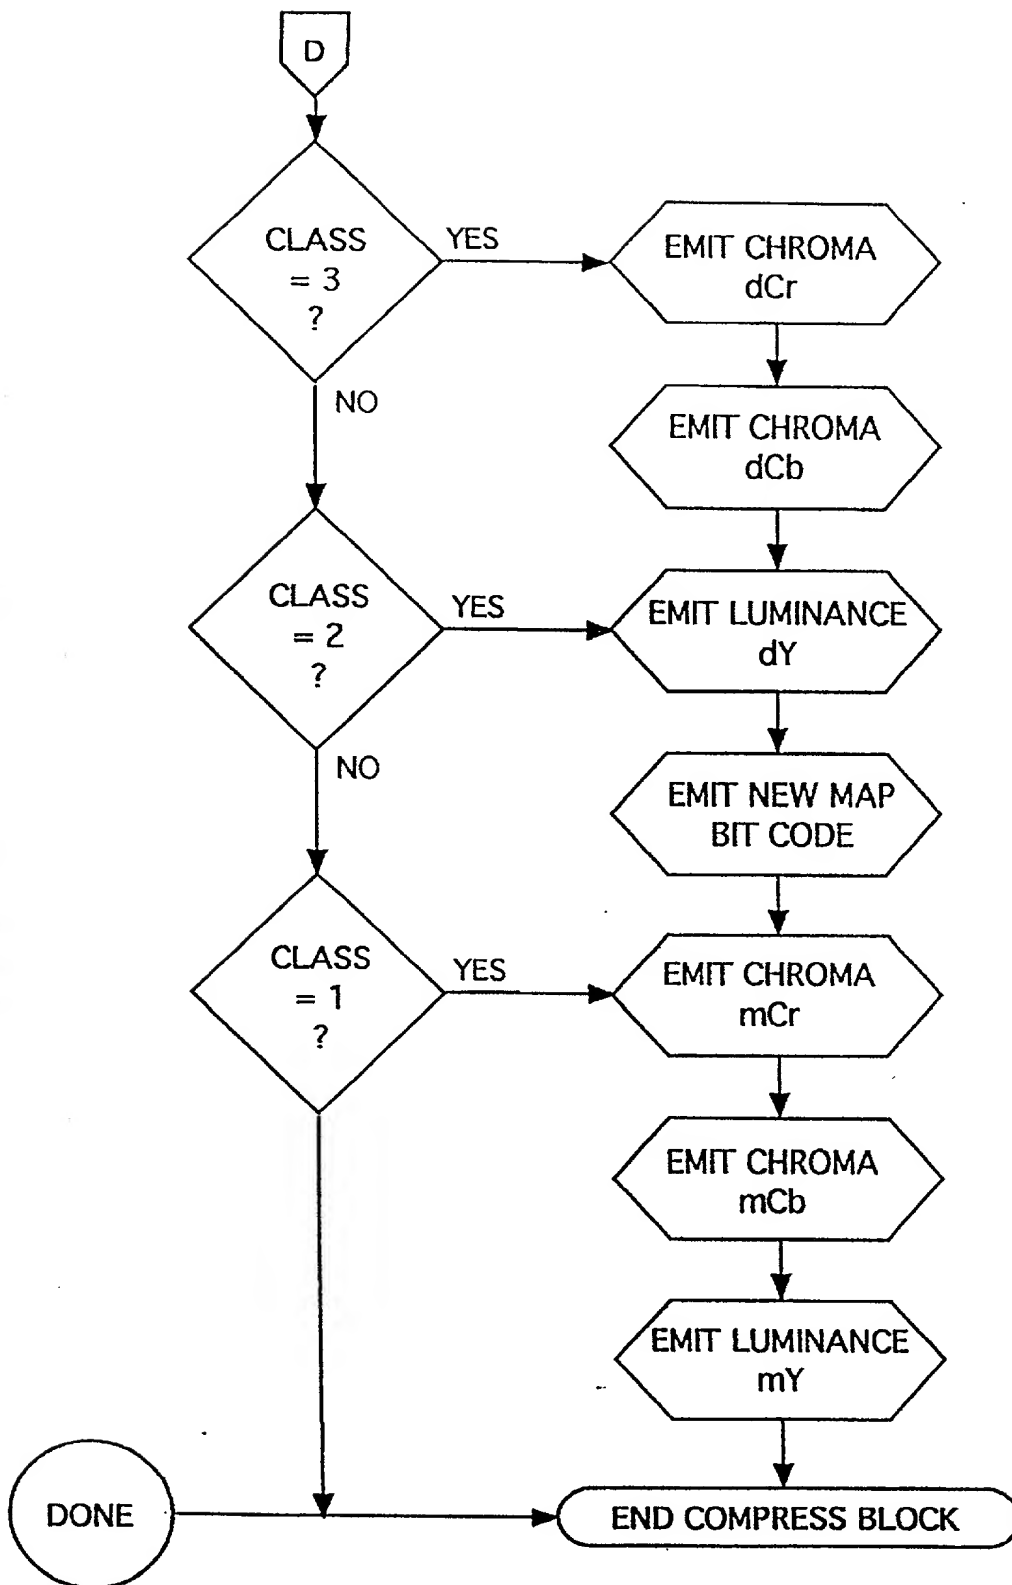 D
CLASS
= 3
?
YES
NO
EMIT CHROMA
dCr
EMIT CHROMA
dCb
CLASS
= 2
?
YES
NO
EMIT LUMINANCE
dY
EMIT NEW MAP
BIT CODE
CLASS
= 1
?
YES
EMIT CHROMA
mCr
EMIT CHROMA
mCb
EMIT LUMINANCE
mY
DONE
END COMPRESS BLOCK